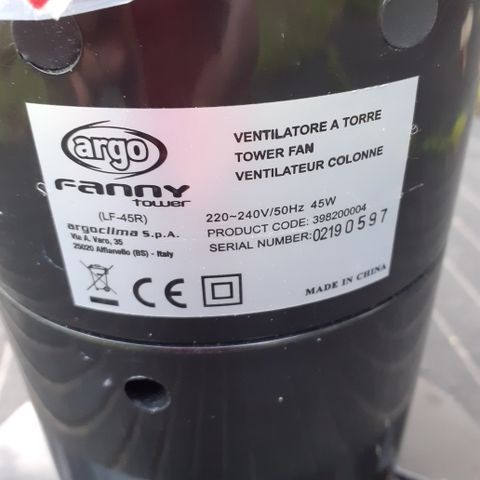 argo
FANNY
tower
(LF-45R)
argoclima s.p.A.
Via A. Varo, 35
25020 Alfianello (BS) - Italy
VENTILATORE A TORRE
TOWER FAN
VENTILATEUR COLONNE
220~240V/50Hz 45W
PRODUCT CODE: 398200004
SERIAL NUMBER: 02190597
CE
MADE IN CHINA